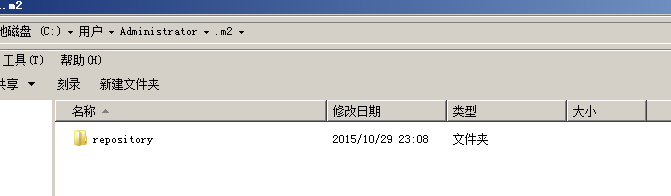 .m2
地磁盘 (C:) ▾ 用户 ▾ Administrator ▾ .m2 ▾
工具(T) 帮助(H)
共享 ▾ 刻录 新建文件夹
名称 修改日期 类型 大小
repository 2015/10/29 23:08 文件夹